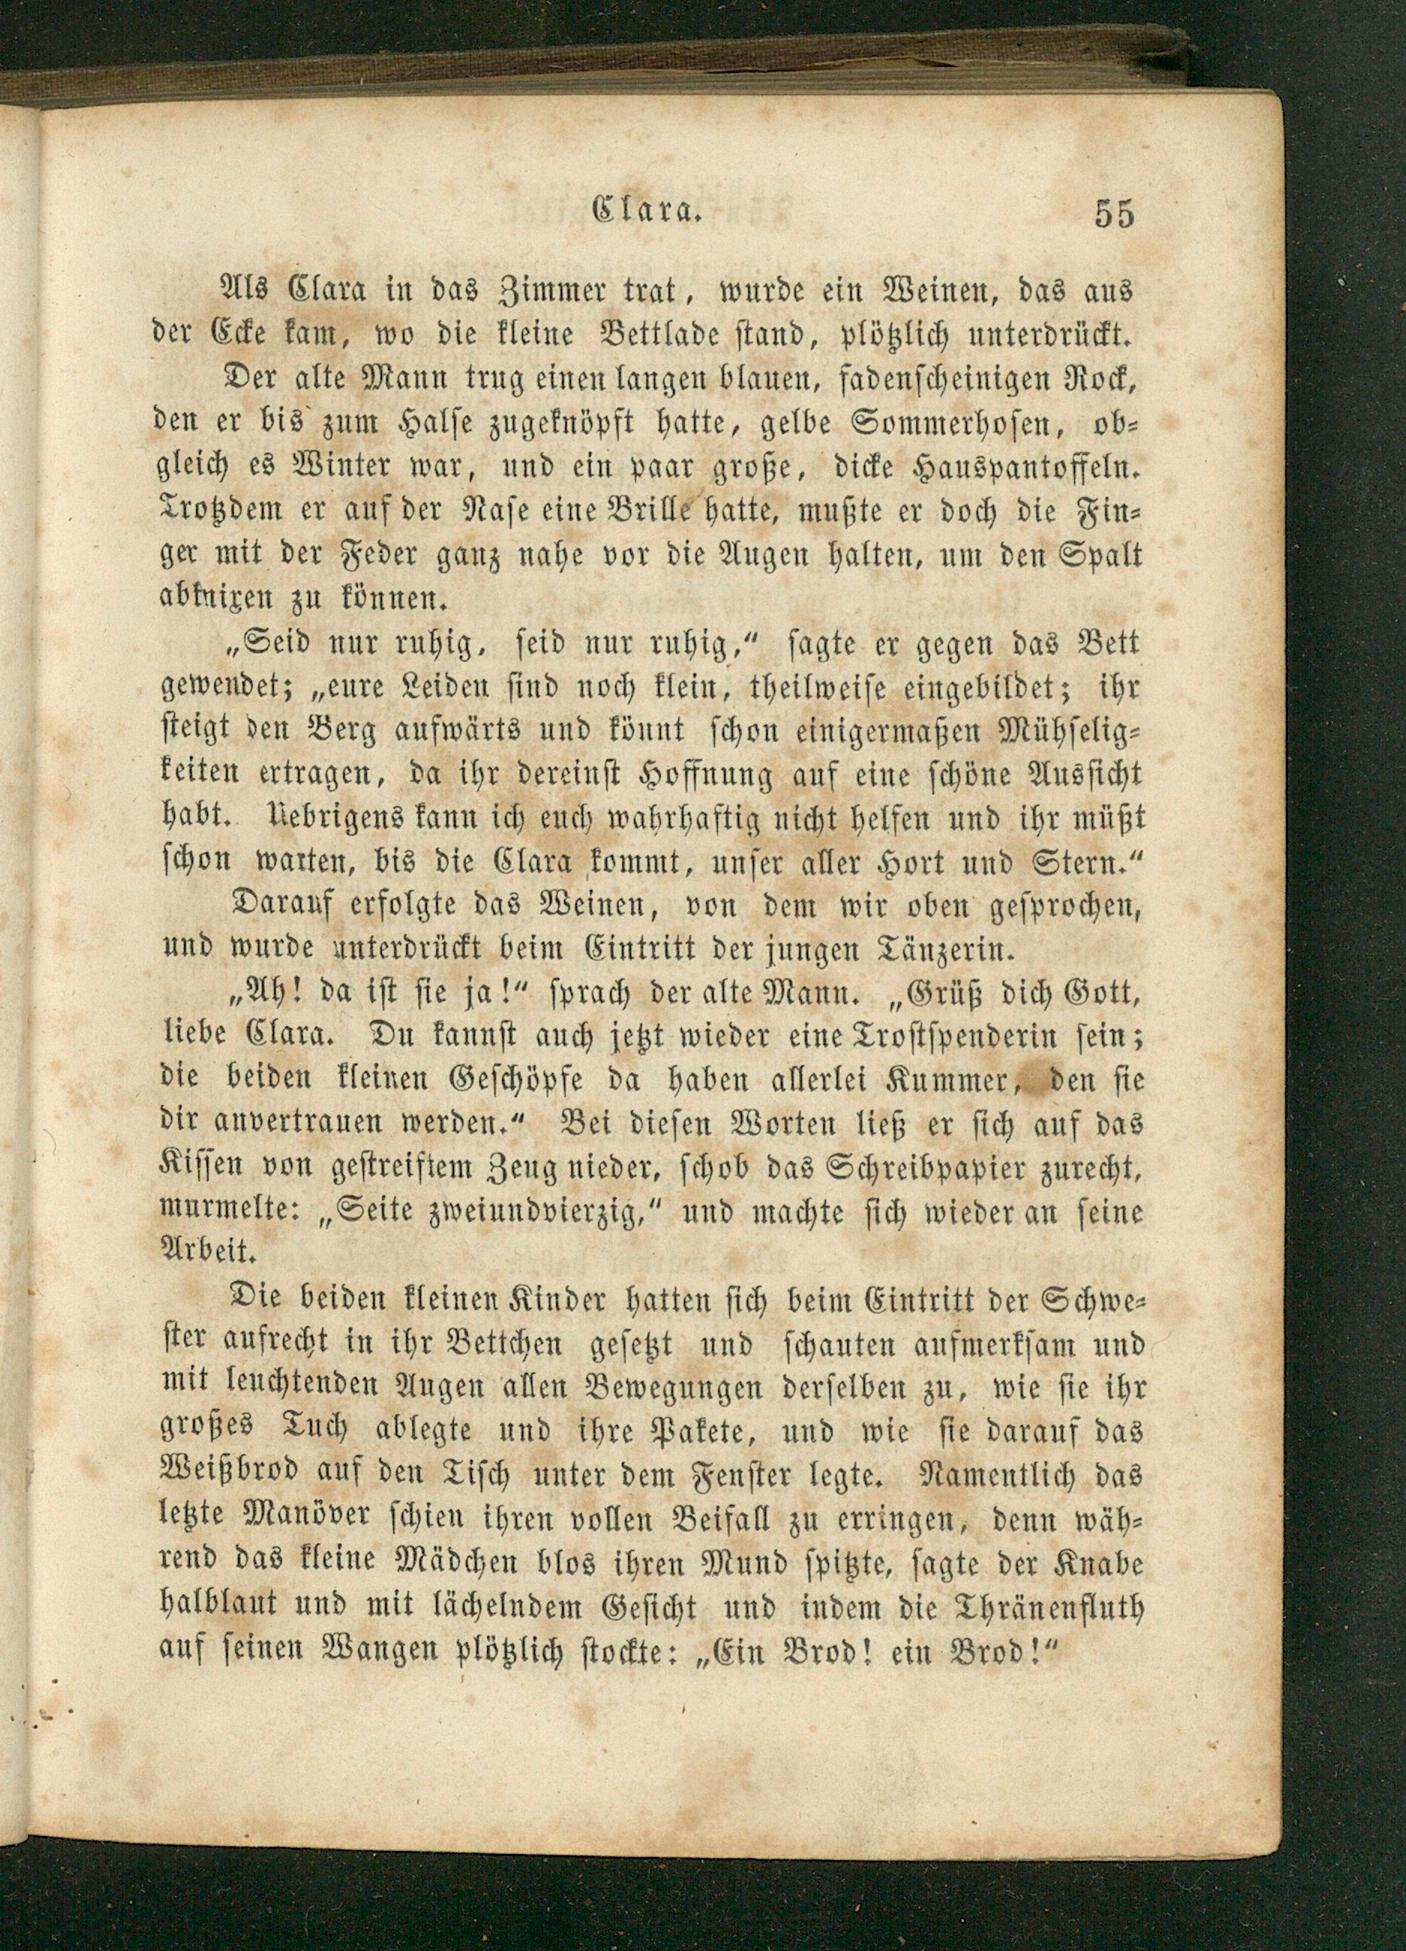 Clara. 55
Als Clara in das Zimmer trat, wurde ein Weinen, das aus
der Ecke kam, wo die kleine Bettlade stand, plötzlich unterdrückt.
Der alte Mann trug einen langen blauen, fadenscheinigen Rock,
den er bis zum Halse zugeknöpft hatte, gelbe Sommerhosen, ob-
gleich es Winter war, und ein paar große, dicke Hauspantoffeln.
Trotzdem er auf der Nase eine Brille hatte, mußte er doch die Fin-
ger mit der Feder ganz nahe vor die Augen halten, um den Spalt
abknixen zu können.
„Seid nur ruhig, seid nur ruhig,“ sagte er gegen das Bett
gewendet; „eure Leiden sind noch klein, theilweise eingebildet; ihr
steigt den Berg aufwärts und könnt schon einigermaßen Mühselig-
keiten ertragen, da ihr dereinst Hoffnung auf eine schöne Aussicht
habt. Uebrigens kann ich euch wahrhaftig nicht helfen und ihr müßt
schon warten, bis die Clara kommt, unser aller Hort und Stern.“
Darauf erfolgte das Weinen, von dem wir oben gesprochen,
und wurde unterdrückt beim Eintritt der jungen Tänzerin.
„Ah! da ist sie ja!“ sprach der alte Mann. „Grüß dich Gott,
liebe Clara. Du kannst auch jetzt wieder eine Trostspenderin sein;
die beiden kleinen Geschöpfe da haben allerlei Kummer, den sie
dir anvertrauen werden.“ Bei diesen Worten ließ er sich auf das
Kissen von gestreiftem Zeug nieder, schob das Schreibpapier zurecht,
murmelte: „Seite zweiundvierzig,“ und machte sich wieder an seine
Arbeit.
Die beiden kleinen Kinder hatten sich beim Eintritt der Schwe-
ster aufrecht in ihr Bettchen gesetzt und schauten aufmerksam und
mit leuchtenden Augen allen Bewegungen derselben zu, wie sie ihr
großes Tuch ablegte und ihre Pakete, und wie sie darauf das
Weißbrod auf den Tisch unter dem Fenster legte. Namentlich das
letzte Manöver schien ihren vollen Beifall zu erringen, denn wäh-
rend das kleine Mädchen blos ihren Mund spitzte, sagte der Knabe
halblaut und mit lächelndem Gesicht und indem die Thränenfluth
auf seinen Wangen plötzlich stockte: „Ein Brod! ein Brod!“